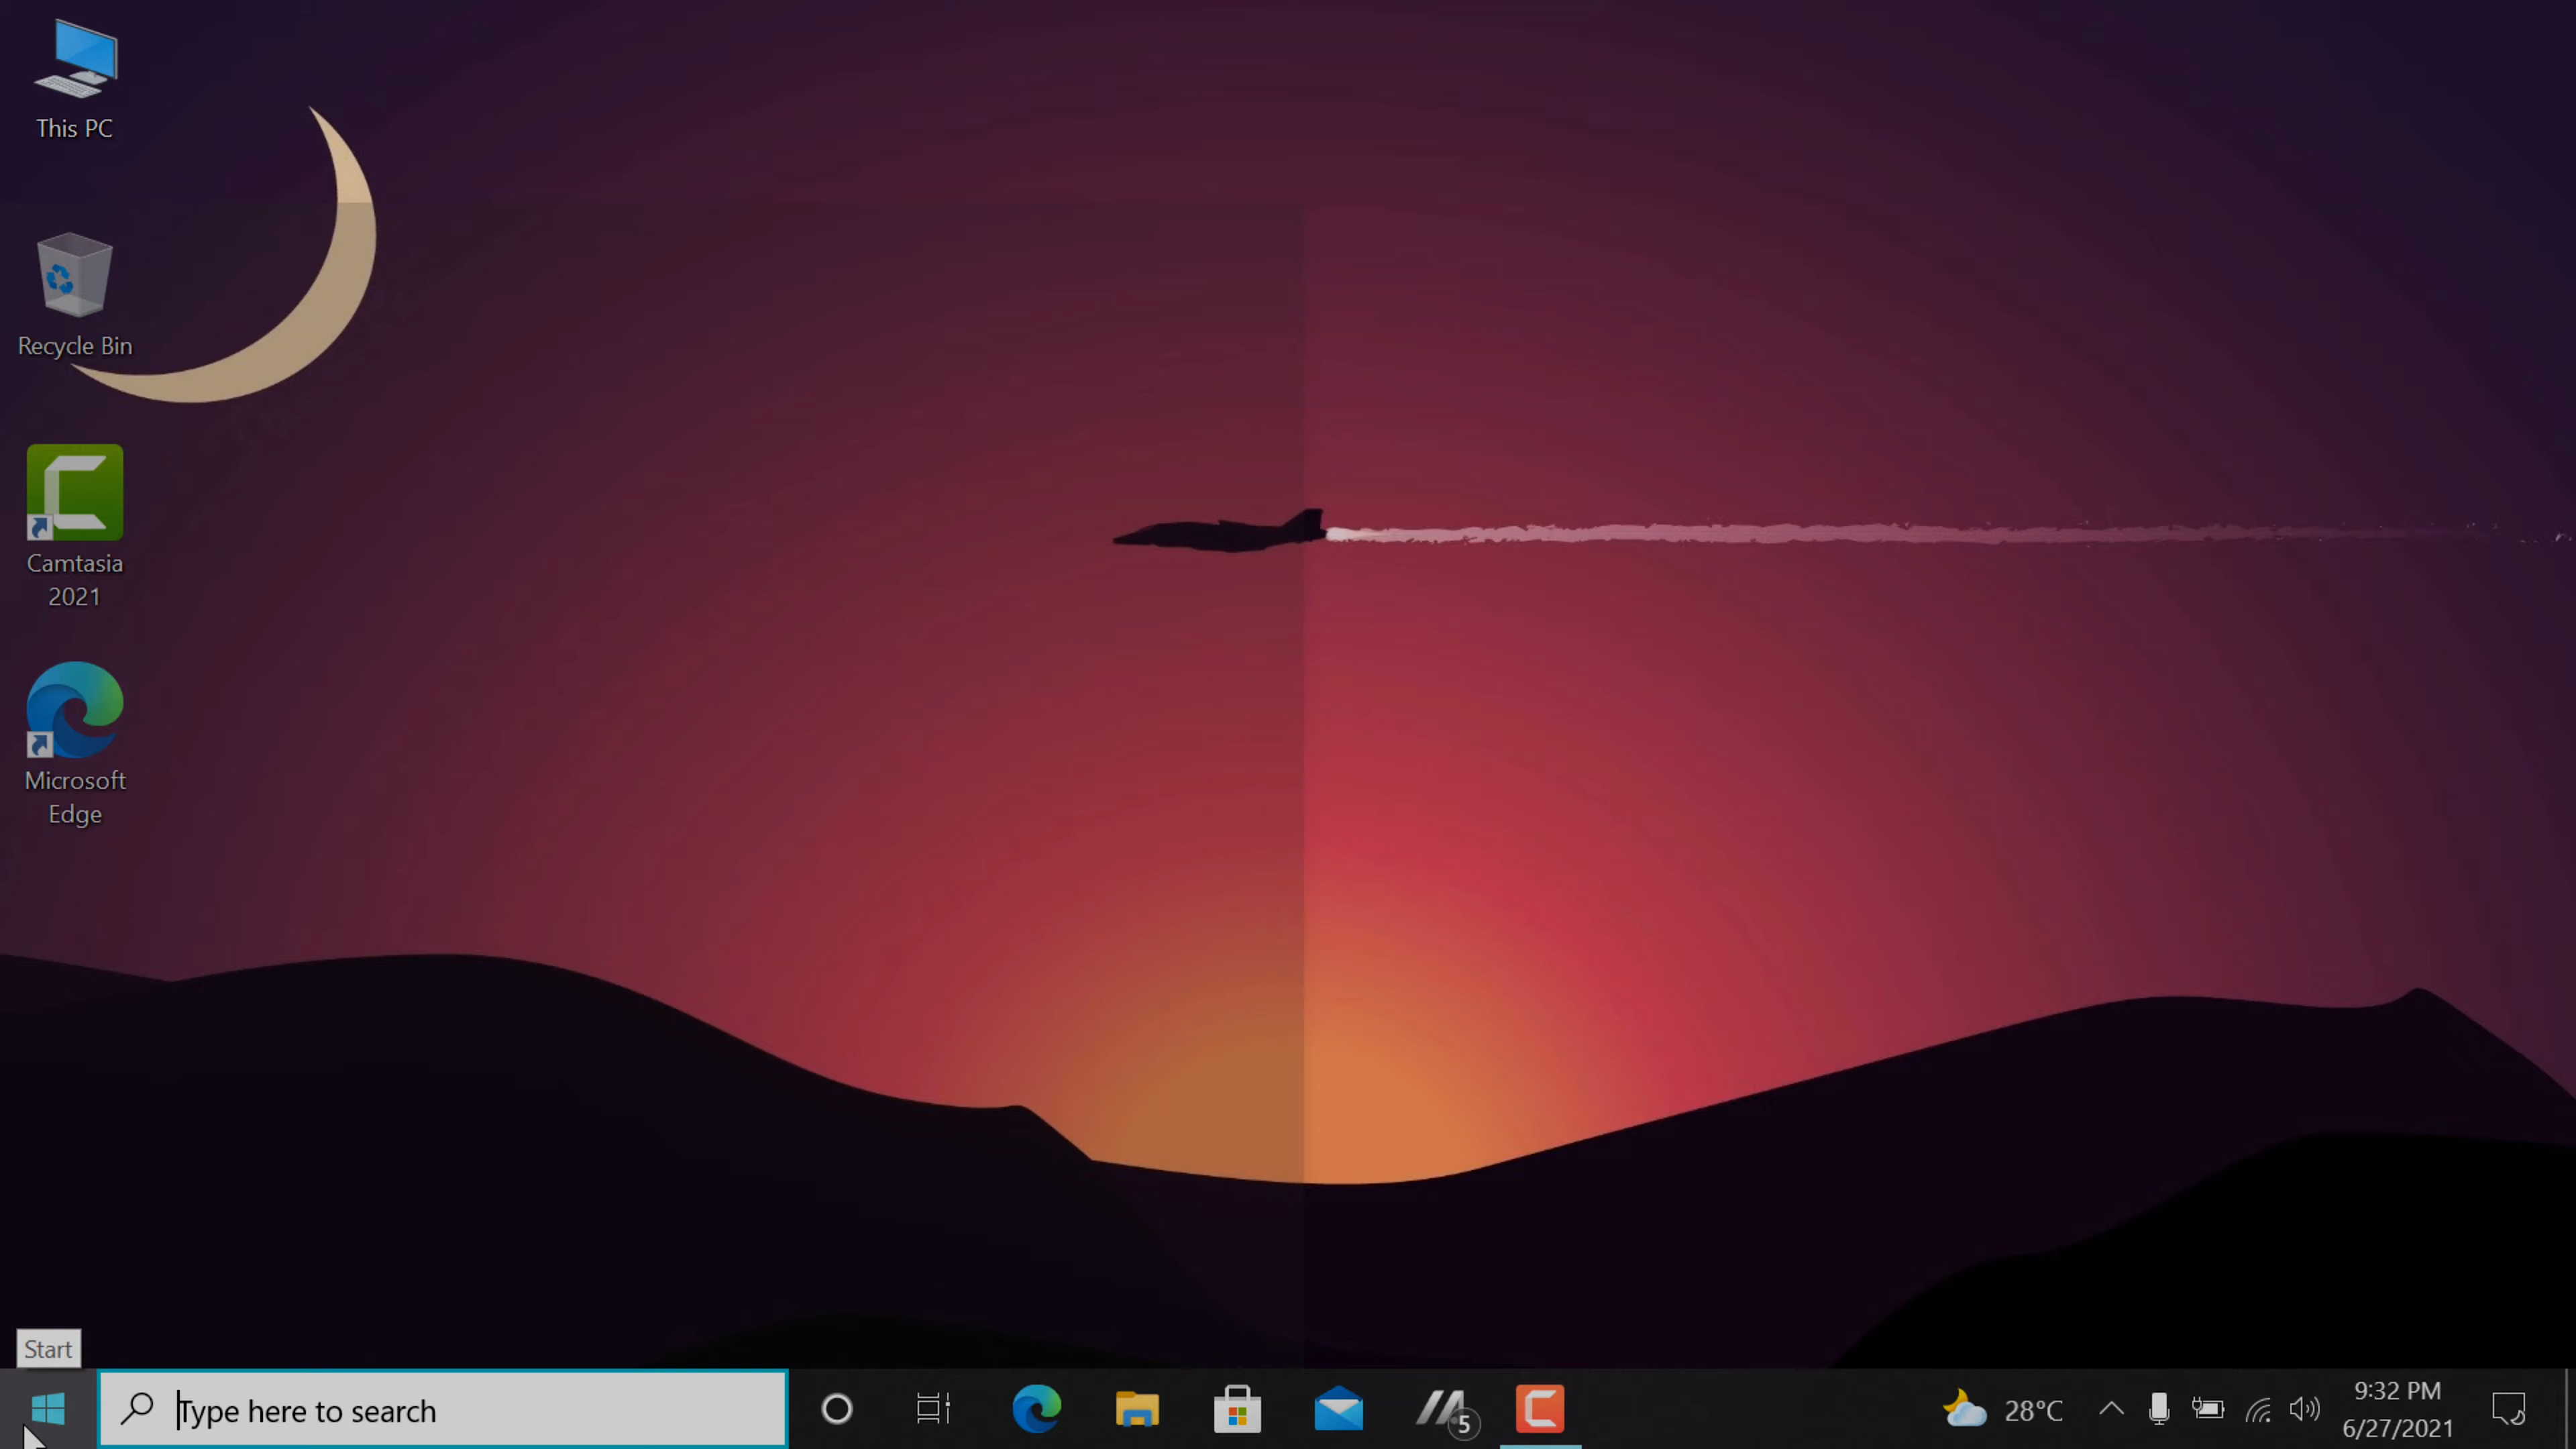 This PC
Recycle Bin
Camtasia
2021
Microsoft
Edge
Start
Type here to search
5
28°C
9:32 PM
6/27/2021